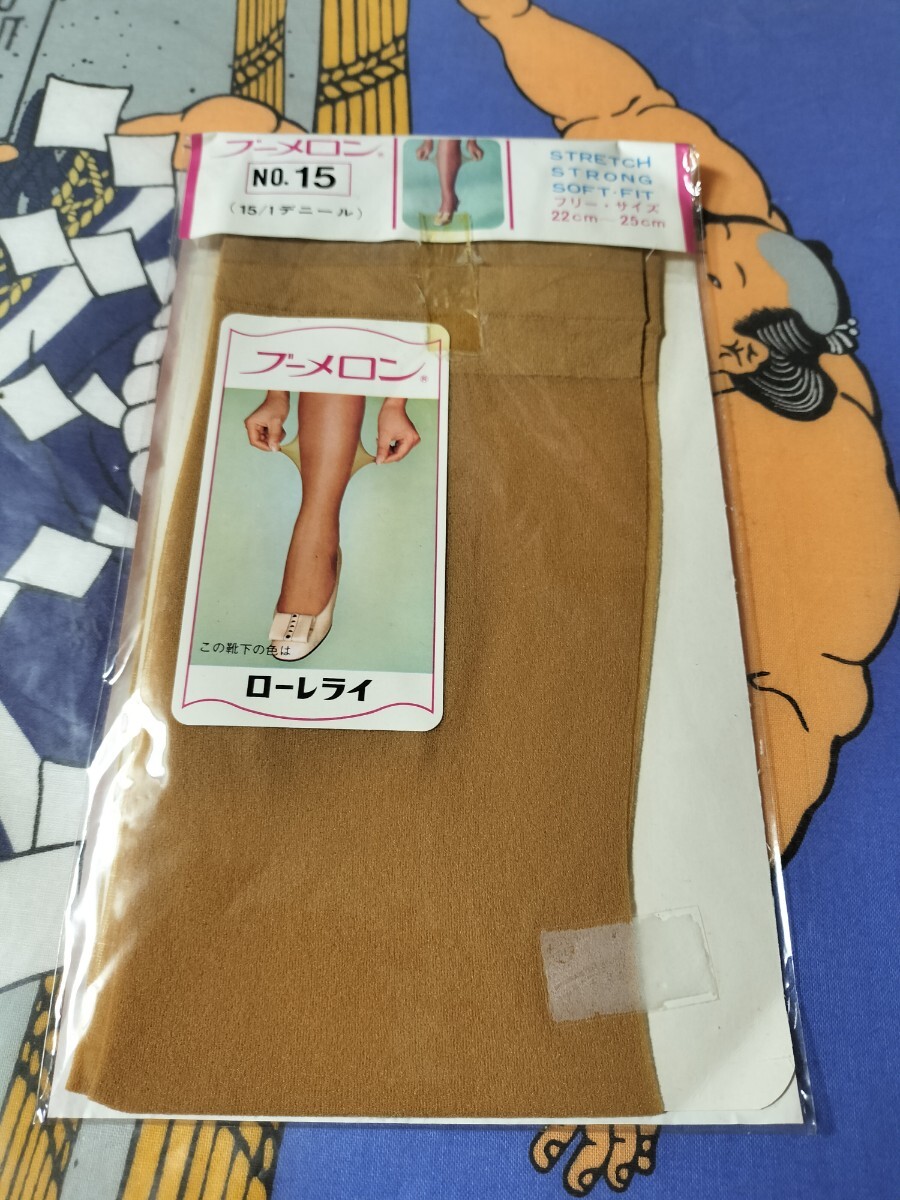 ブーメロン®
NO. 15
(15/1デニール)
STRETCH
STRONG
SOFT・FIT
フリー・サイズ
22cm—25cm
ブーメロン®
この靴下の色は
ローレライ